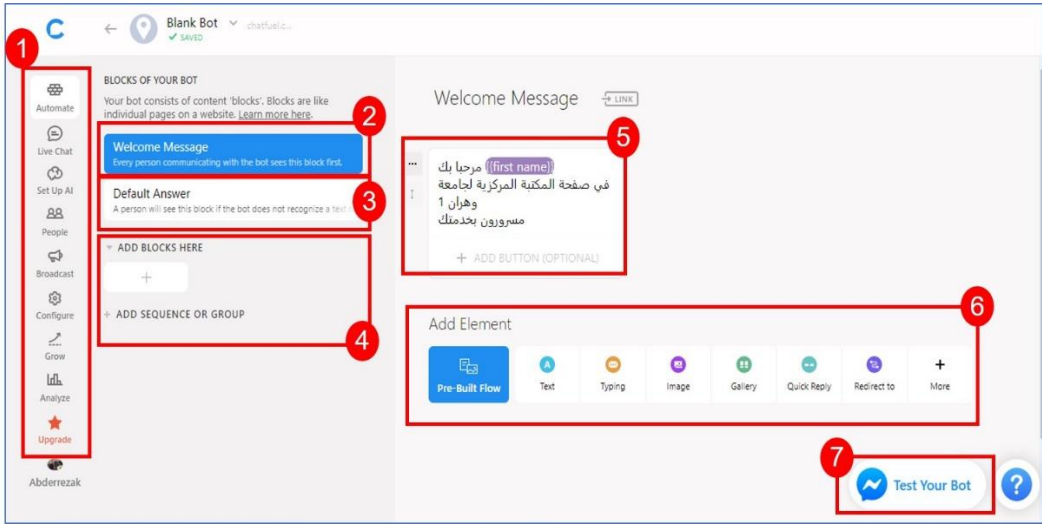 Blank Bot
chatfuel.c...
SAVED
1
Automate
Live Chat
Set Up AI
People
Broadcast
Configure
Grow
Analyze
Upgrade
Abderrezak
BLOCKS OF YOUR BOT
Your bot consists of content 'blocks'. Blocks are like
individual pages on a website. Learn more here.
2
Welcome Message
Every person communicating with the bot sees this block first.
3
Default Answer
A person will see this block if the bot does not recognize a text
ADD BLOCKS HERE
+
+ ADD SEQUENCE OR GROUP
4
Welcome Message
LINK
5
مرحبا بك {{first name}}
في صفحة المكتبة المركزية لجامعة
وهران 1
مسرورون بخدمتك
+ ADD BUTTON (OPTIONAL)
6
Add Element
Pre-Built Flow
A
Text
Typing
Image
Gallery
Quick Reply
Redirect to
+
More
7
Test Your Bot
?